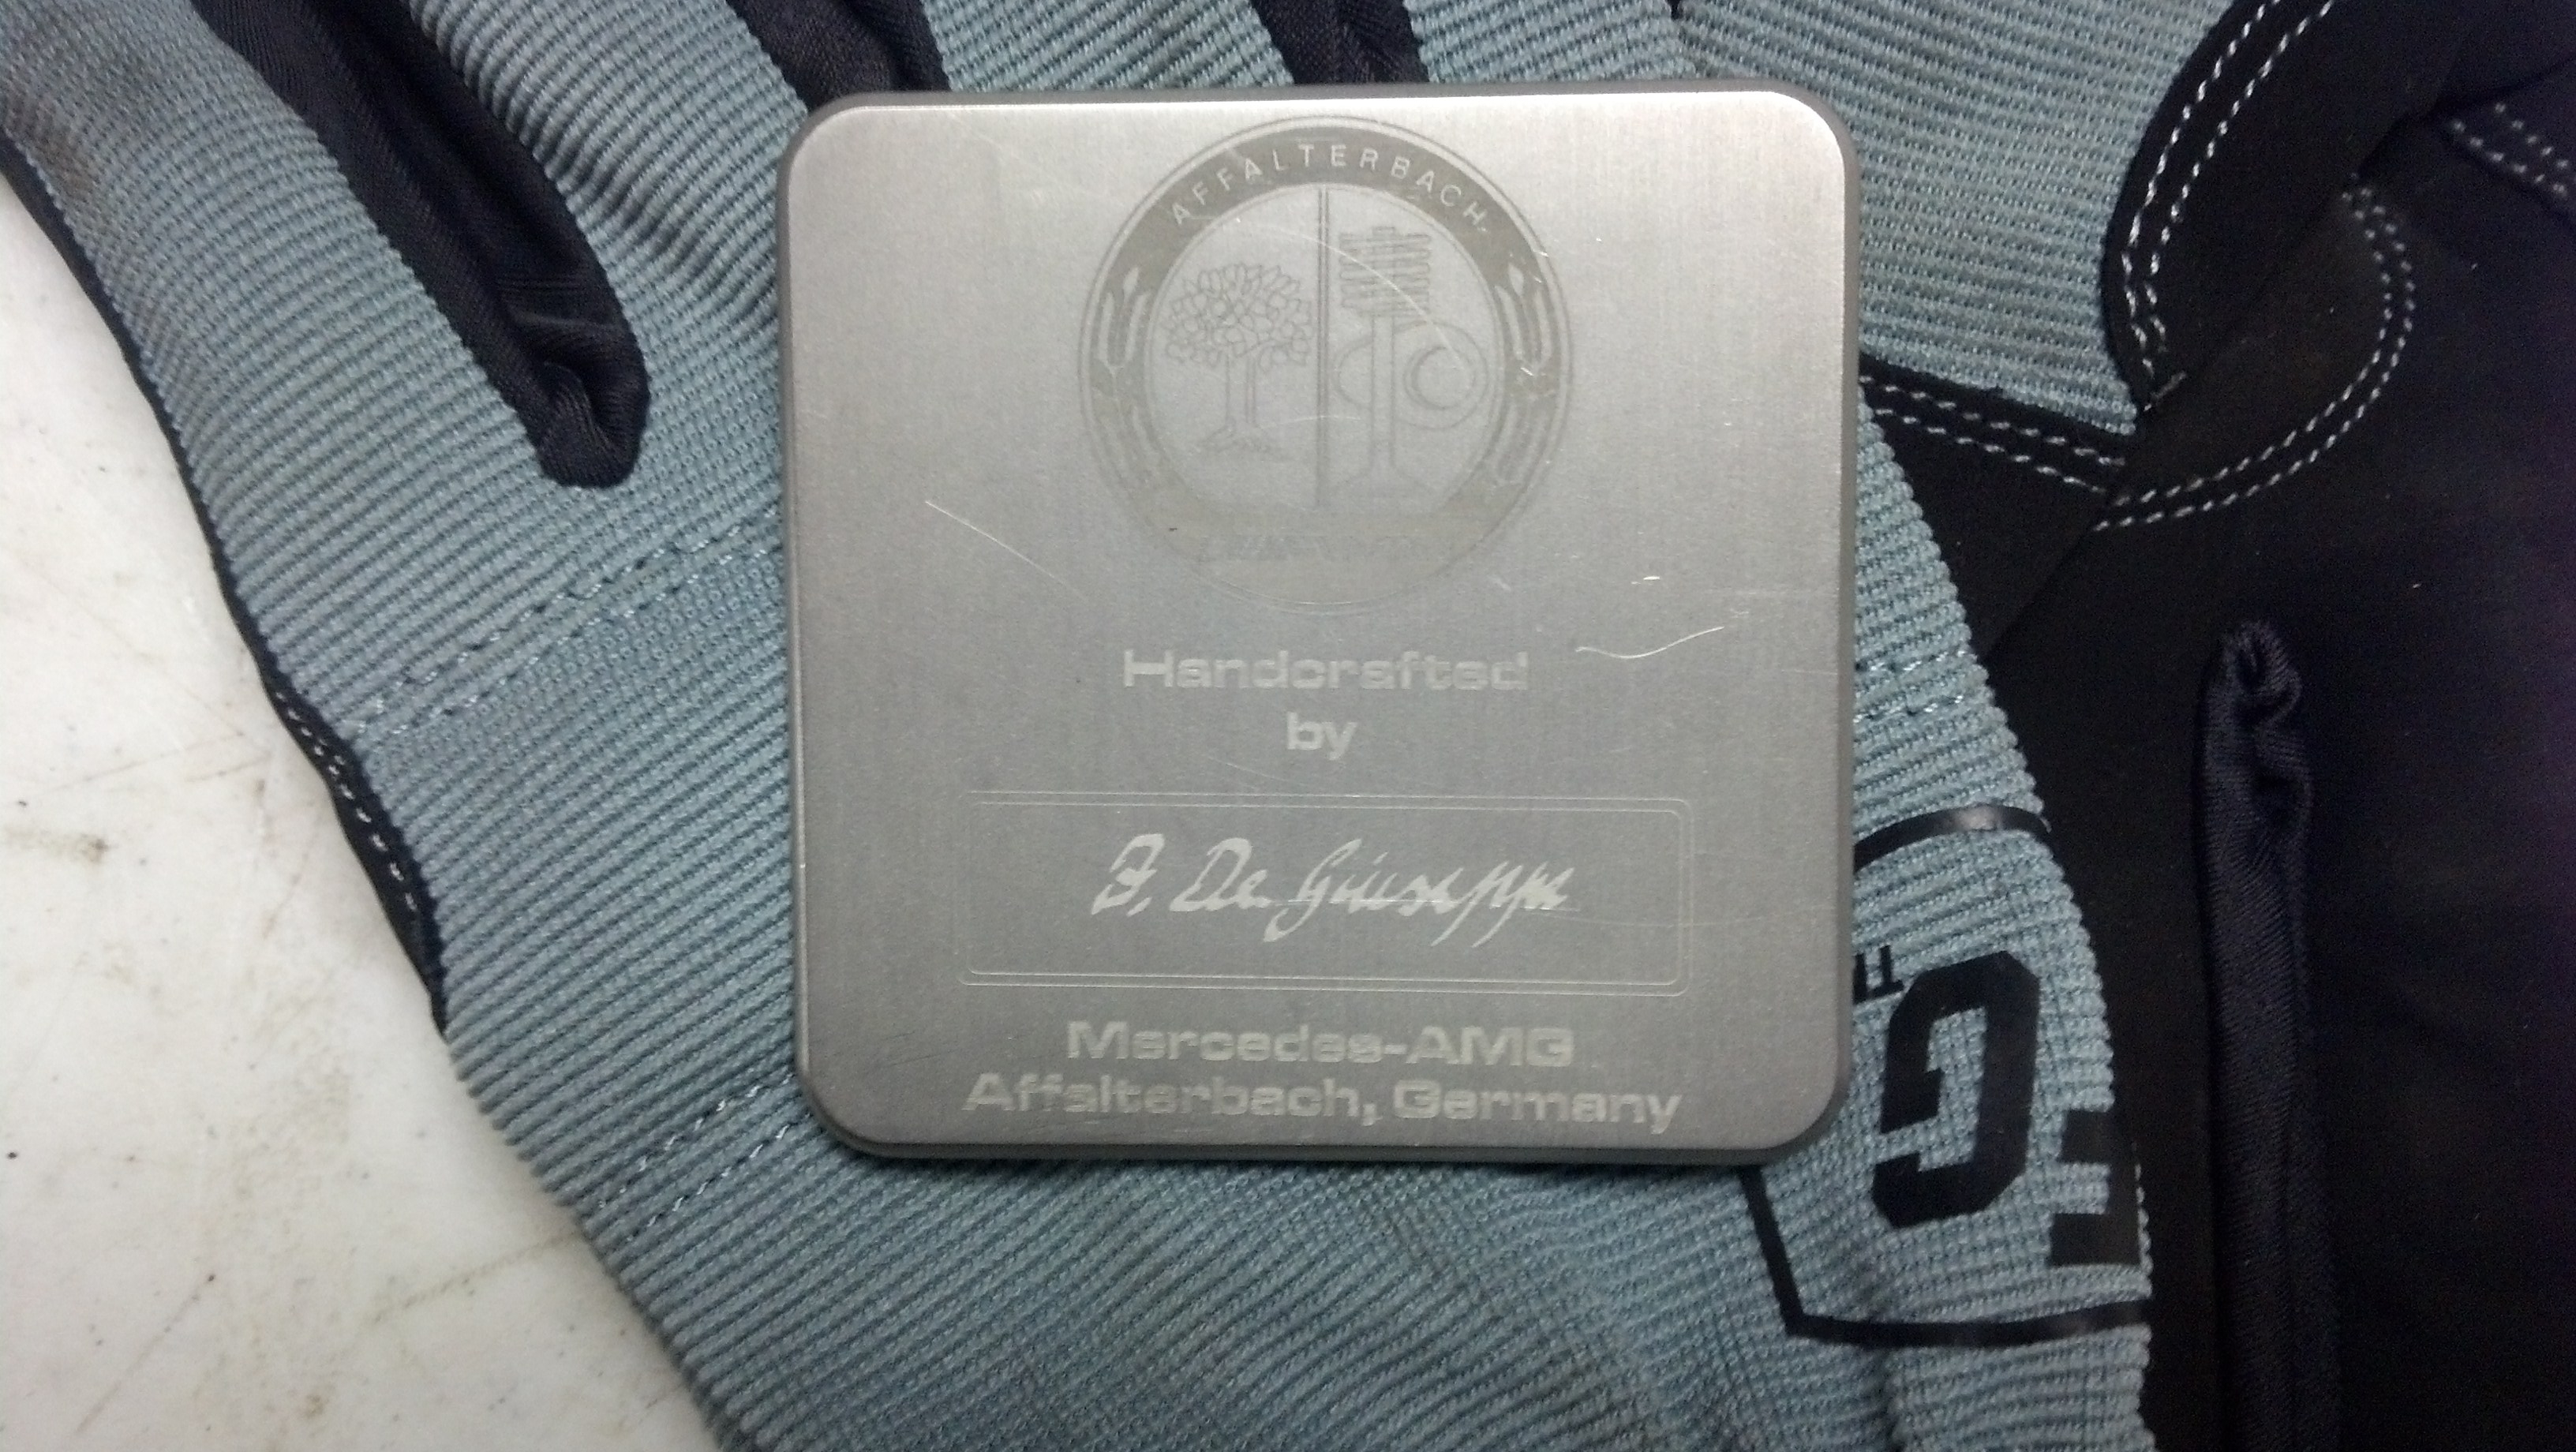 AFFALTERBACH
Handcrafted
by
De Giuseppe
Mercedes-AMG
Affalterbach, Germany